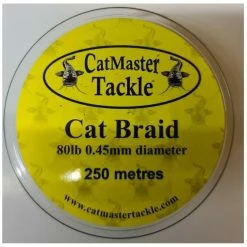 CatMaster
Tackle
Cat Braid
80lb 0.45mm diameter
250 metres
www.catmastertackle.com